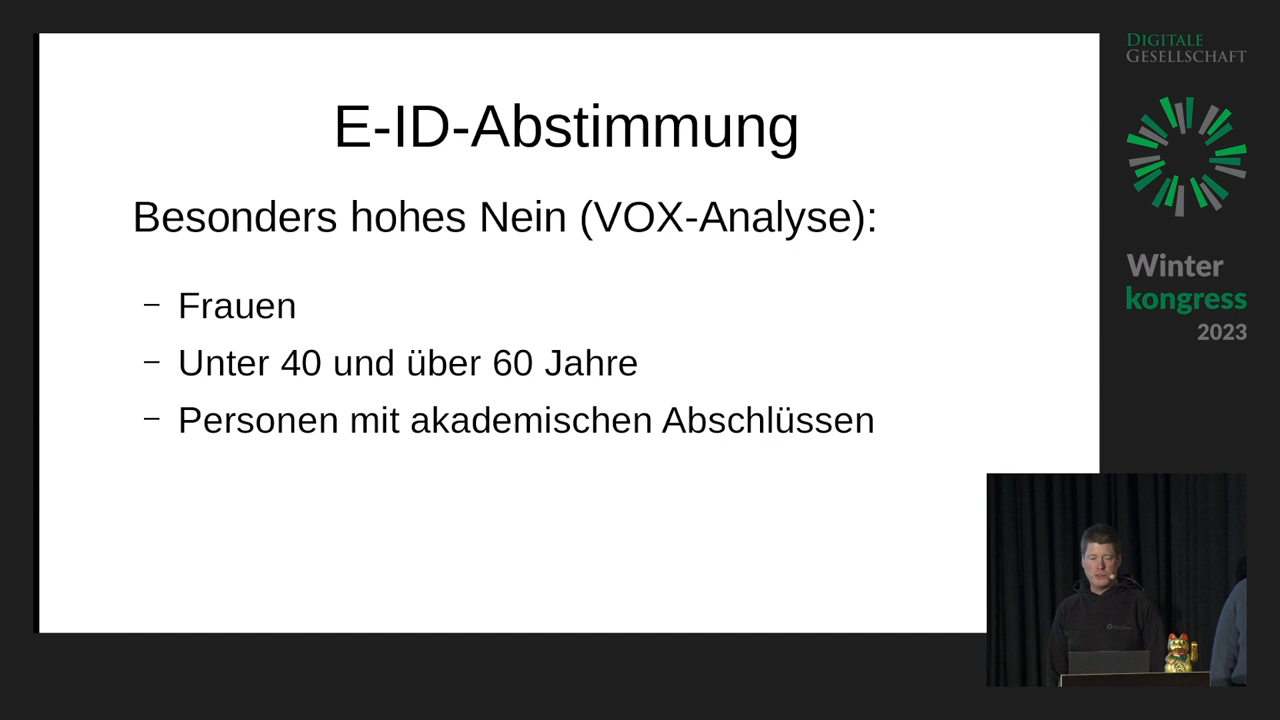 E-ID-Abstimmung
Besonders hohes Nein (VOX-Analyse):
– Frauen
– Unter 40 und über 60 Jahre
– Personen mit akademischen Abschlüssen
DIGITALE
GESELLSCHAFT
Winter
kongress
2023